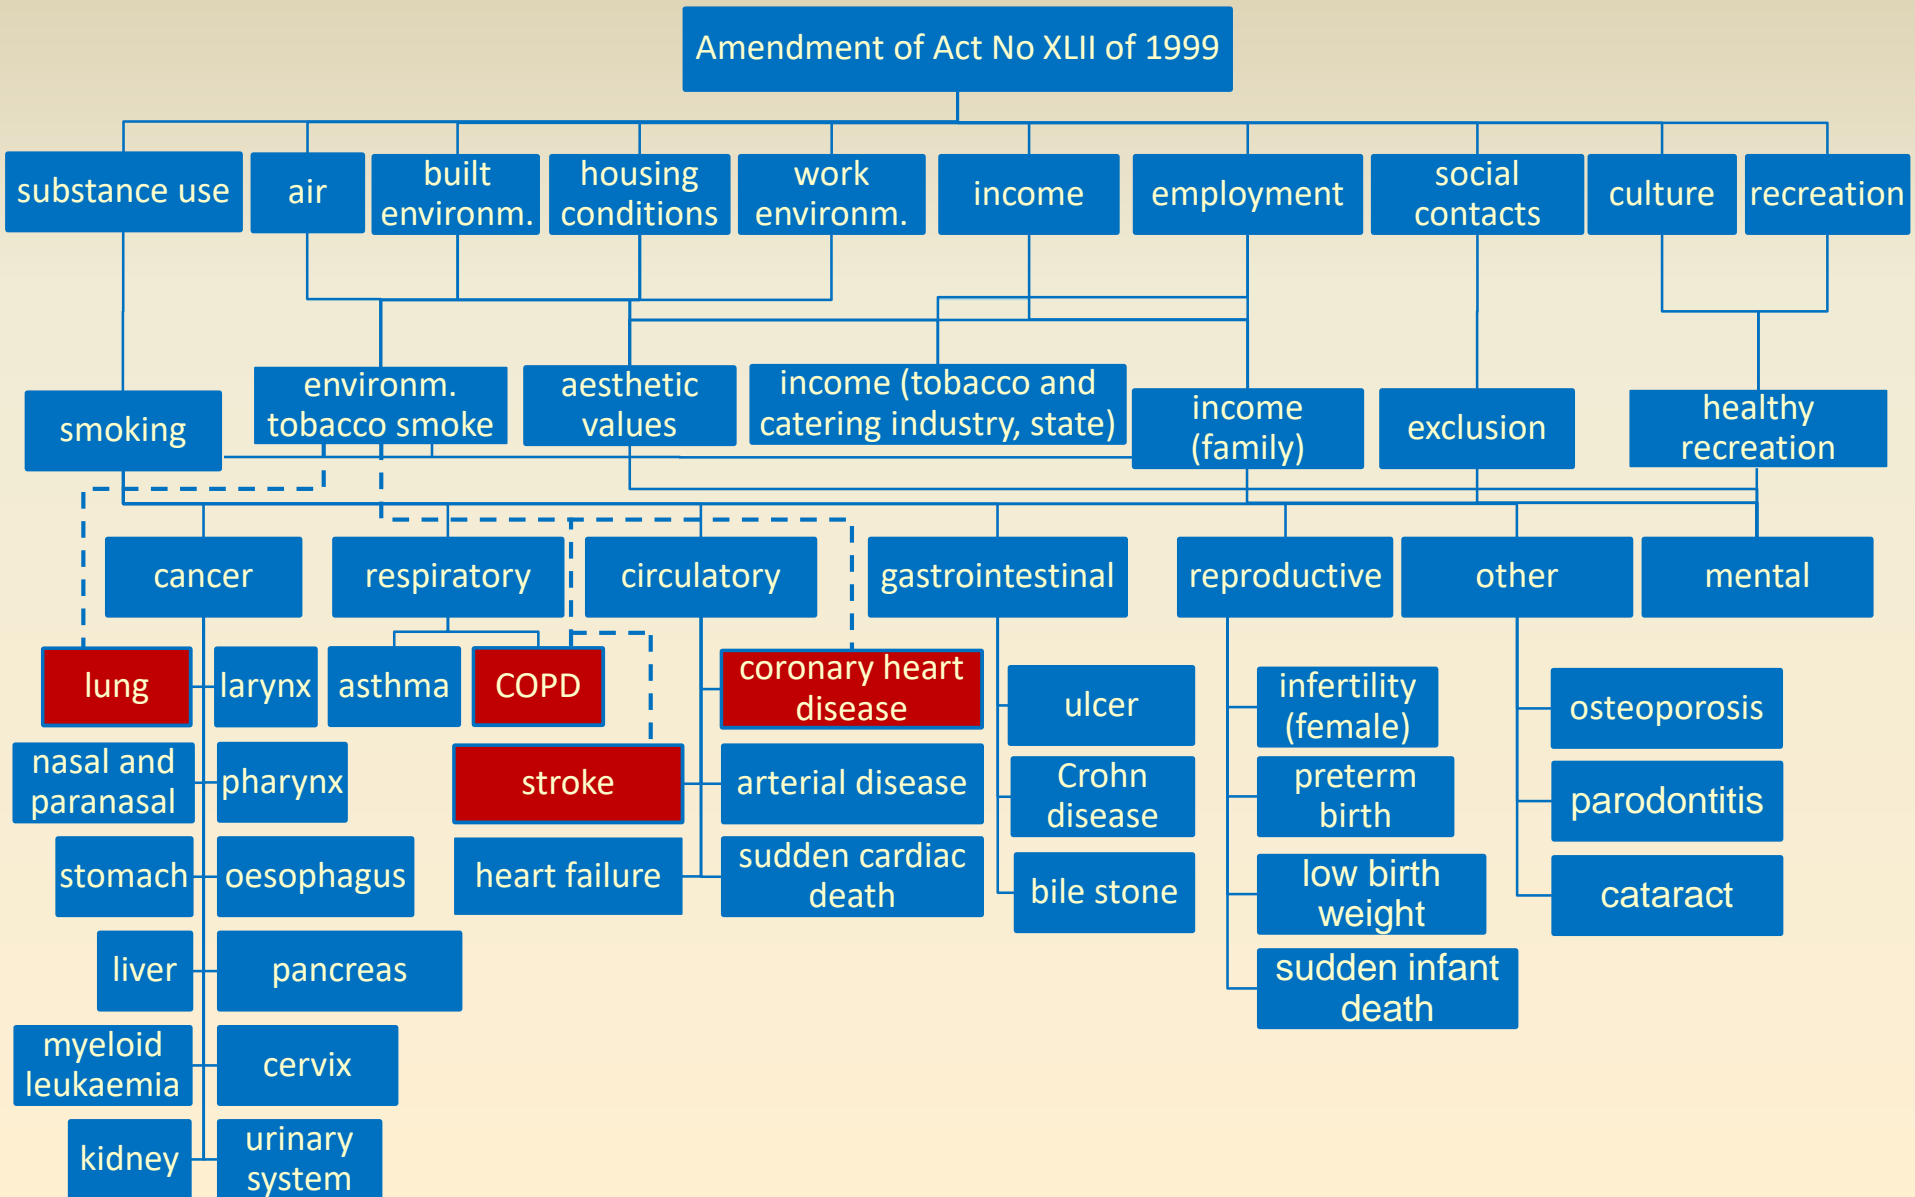 Amendment of Act No XLII of 1999
substance use
air
built
environm.
housing
conditions
work
environm.
income
employment
social
contacts
culture
recreation
smoking
environm.
tobacco smoke
aesthetic
values
income (tobacco and
catering industry, state)
income
(family)
exclusion
healthy
recreation
cancer
respiratory
circulatory
gastrointestinal
reproductive
other
mental
lung
larynx
asthma
COPD
coronary heart
disease
ulcer
infertility
(female)
osteoporosis
nasal and
paranasal
pharynx
stroke
arterial disease
Crohn
disease
preterm
birth
parodontitis
stomach
oesophagus
heart failure
sudden cardiac
death
bile stone
low birth
weight
cataract
liver
pancreas
sudden infant
death
myeloid
leukaemia
cervix
kidney
urinary
system